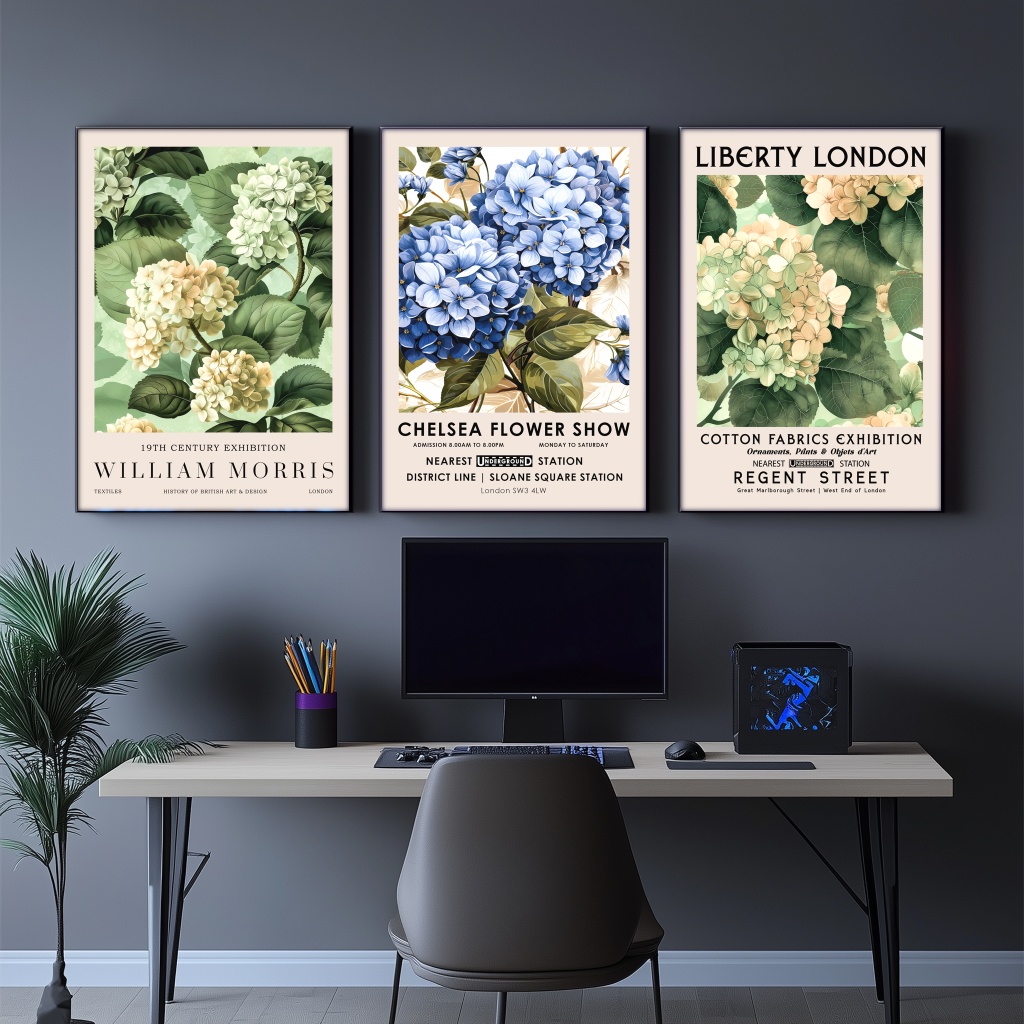 19TH CENTURY EXHIBITION
WILLIAM MORRIS
TEXTILES HISTORY OF BRITISH ART & DESIGN LONDON
CHELSEA FLOWER SHOW
ADMISSION 8.00AM TO 8.00PM MONDAY TO SATURDAY
NEAREST UNDERGROUND STATION
DISTRICT LINE | SLOANE SQUARE STATION
London SW3 4LW
LIBERTY LONDON
COTTON FABRICS EXHIBITION
Ornaments, Prints & Objets d'Art
NEAREST UNDERGROUND STATION
REGENT STREET
Great Marlborough Street | West End of London